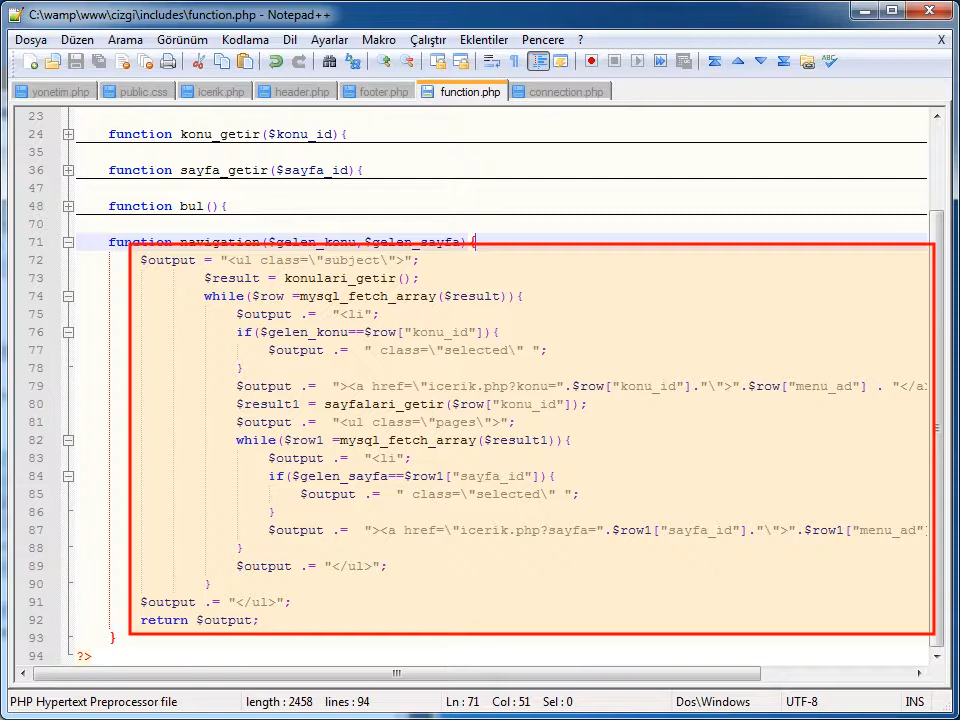 C:\wamp\www\cizgi\includes\function.php - Notepad++
Dosya Düzen Arama Görünüm Kodlama Dil Ayarlar Makro Çalıştır Eklentiler Pencere ? X
yonetim.php public.css icerik.php header.php footer.php function.php connection.php
23
24 function konu_getir($konu_id){
35
36 function sayfa_getir($sayfa_id){
47
48 function bul(){
70
71 function navigation($gelen_konu,$gelen_sayfa){
72 $output = "<ul class=\"subject\">";
73 $result = konulari_getir();
74 while($row =mysql_fetch_array($result)){
75 $output .= "<li";
76 if($gelen_konu==$row["konu_id"]){
77 $output .= " class=\"selected\" ";
78 }
79 $output .= "><a href=\"icerik.php?konu=".$row["konu_id"]."\">".$row["menu_ad"] . "</a>
80 $result1 = sayfalari_getir($row["konu_id"]);
81 $output .= "<ul class=\"pages\">";
82 while($row1 =mysql_fetch_array($result1)){
83 $output .= "<li";
84 if($gelen_sayfa==$row1["sayfa_id"]){
85 $output .= " class=\"selected\" ";
86 }
87 $output .= "><a href=\"icerik.php?sayfa=".$row1["sayfa_id"]."\">".$row1["menu_ad"]
88 }
89 $output .= "</ul>";
90 }
91 $output .= "</ul>";
92 return $output;
93 }
94 ?>
PHP Hypertext Preprocessor file length : 2458 lines : 94 Ln : 71 Col : 51 Sel : 0 Dos\Windows UTF-8 INS